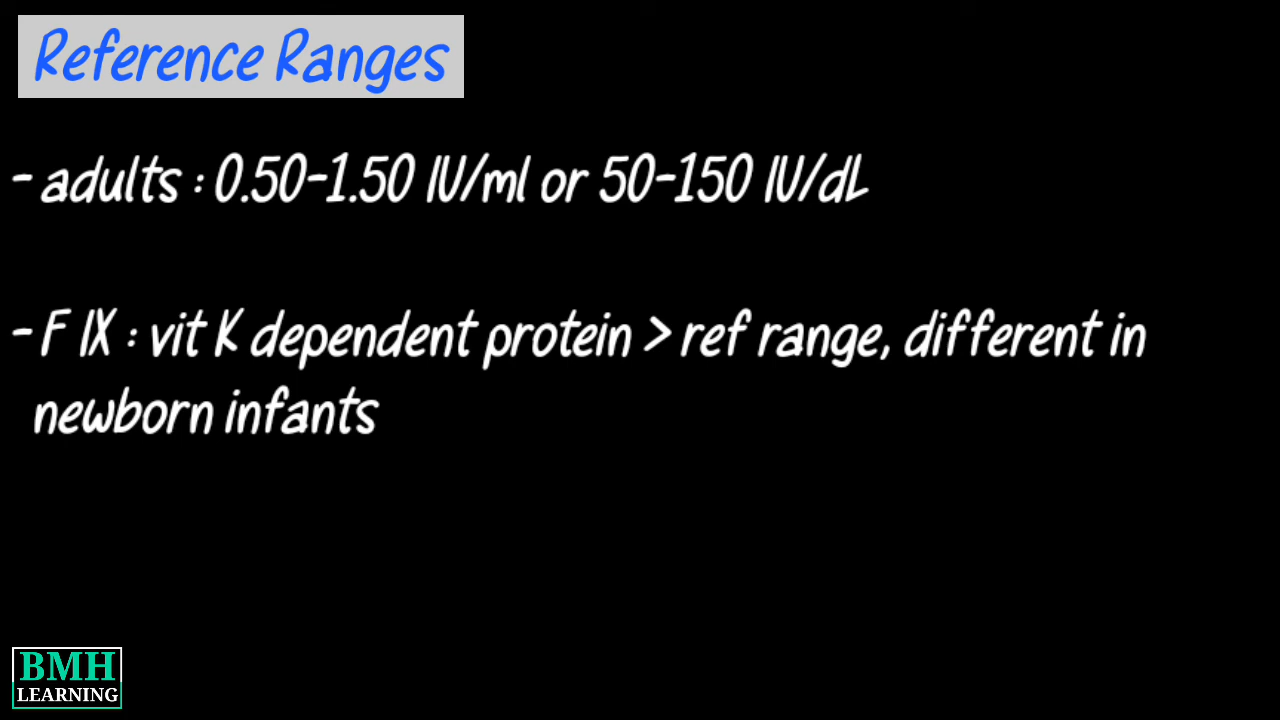 Reference Ranges
- adults : 0.50-1.50 IU/ml or 50-150 IU/dL
- F IX : vit K dependent protein > ref range, different in
newborn infants
BMH
LEARNING